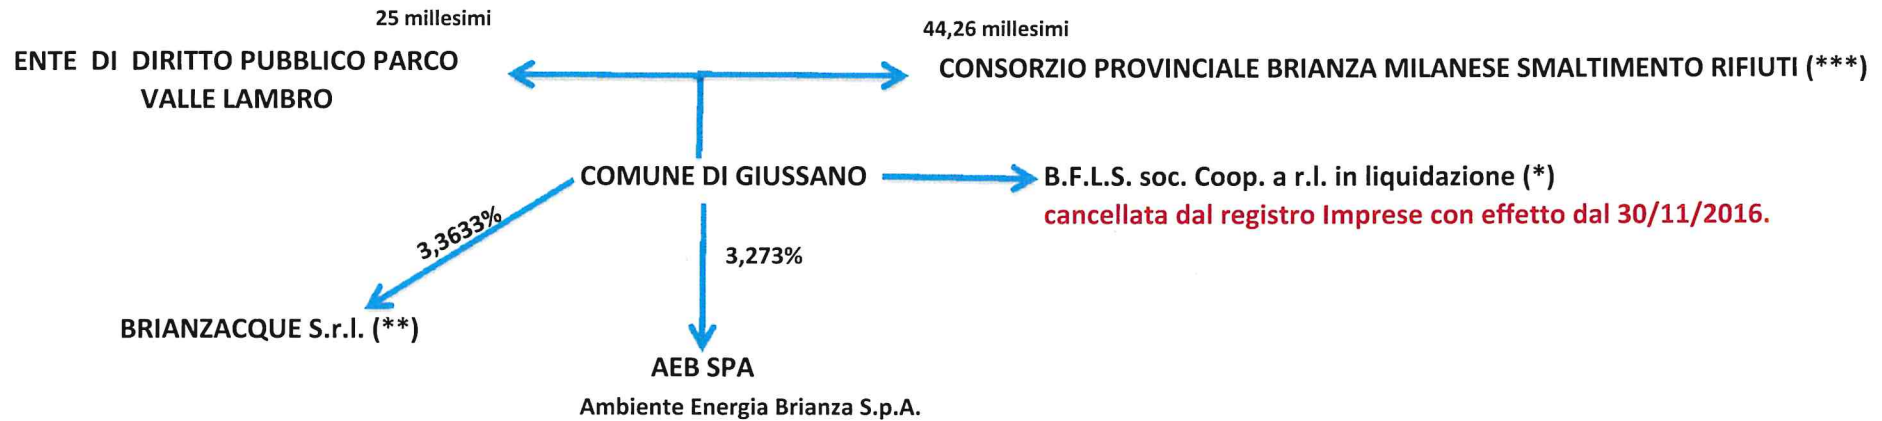 25 millesimi
44,26 millesimi
ENTE DI DIRITTO PUBBLICO PARCO
VALLE LAMBRO
CONSORZIO PROVINCIALE BRIANZA MILANESE SMALTIMENTO RIFIUTI (***)
COMUNE DI GIUSSANO
B.F.L.S. soc. Coop. a r.l. in liquidazione (*)
cancellata dal registro Imprese con effetto dal 30/11/2016.
3,3633%
3,273%
BRIANZACQUE S.r.l. (**)
AEB SPA
Ambiente Energia Brianza S.p.A.